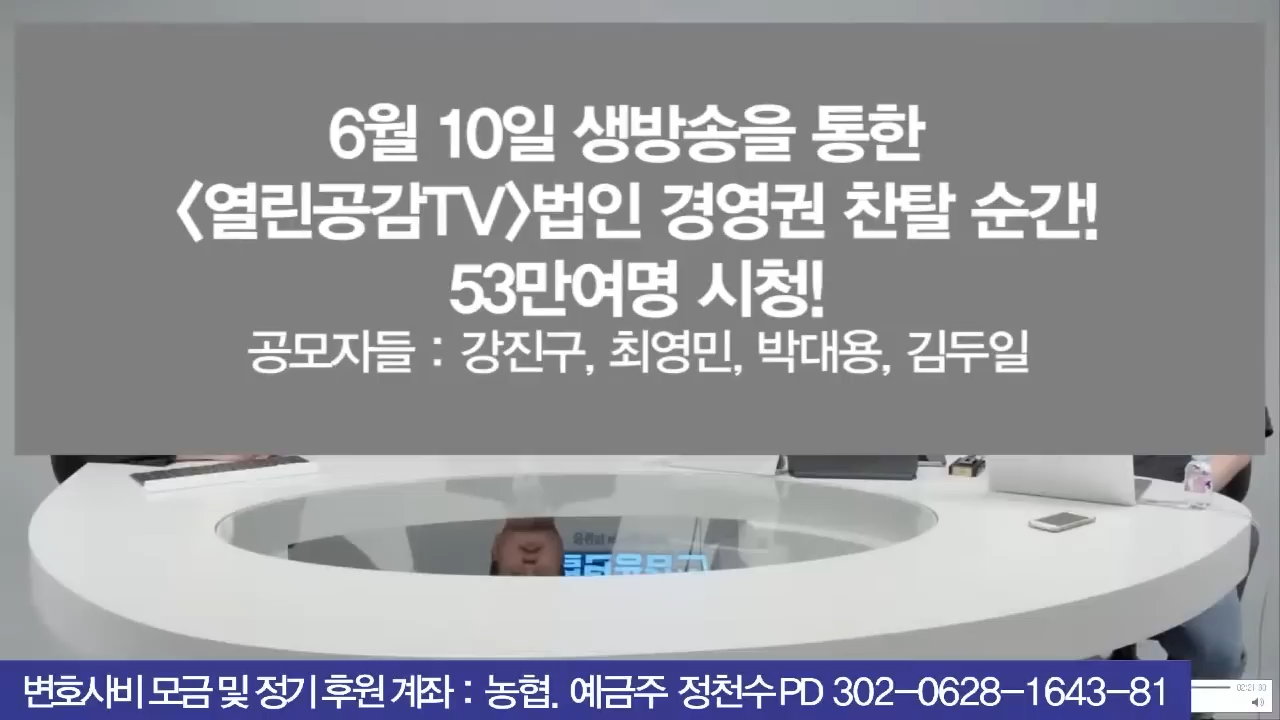 6월 10일 생방송을 통한
<열린공감TV>법인 경영권 찬탈 순간!
53만여명 시청!
공모자들 : 강진구, 최영민, 박대용, 김두일
변호사비 모금 및 정기 후원 계좌 : 농협. 예금주 정천수PD 302-0628-1643-81